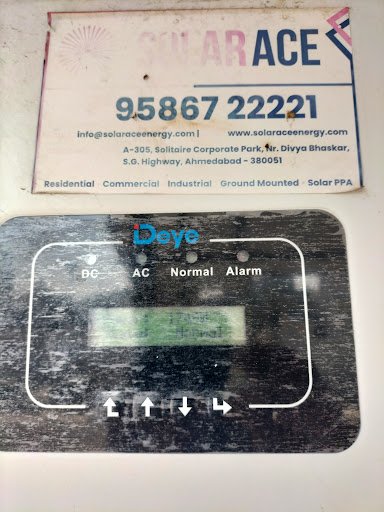 SOLAR ACE
95867 22221
info@solaraceenergy.com | www.solaraceenergy.com
A-305, Solitaire Corporate Park, Nr. Divya Bhaskar,
S.G. Highway, Ahmedabad - 380051
Residential Commercial Industrial Ground Mounted - Solar PPA
Deye
DC AC Normal Alarm